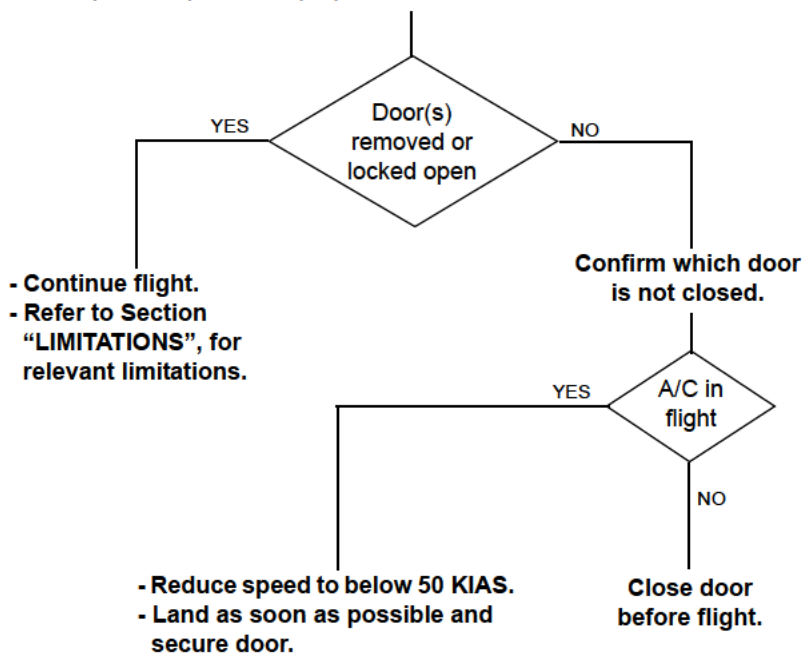 Door(s)
removed or
locked open
YES
NO
- Continue flight.
- Refer to Section
“LIMITATIONS”, for
relevant limitations.
Confirm which door
is not closed.
A/C in
flight
YES
NO
- Reduce speed to below 50 KIAS.
- Land as soon as possible and
secure door.
Close door
before flight.